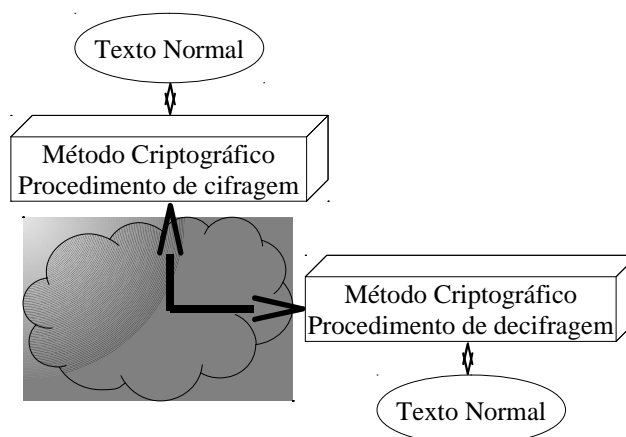 Texto Normal
Método Criptográfico
Procedimento de cifragem
Método Criptográfico
Procedimento de decifragem
Texto Normal